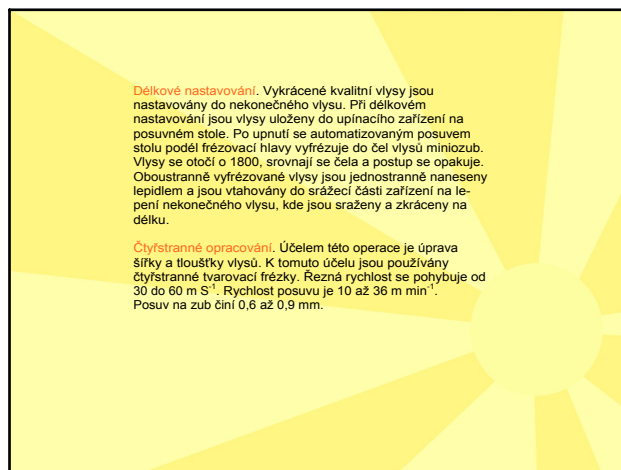 Délkové nastavování. Vykrácené kvalitní vlysy jsou
nastavovány do nekonečného vlysu. Při délkovém
nastavování jsou vlysy uloženy do upínacího zařízení na
posuvném stole. Po upnutí se automatizovaným posuvem
stolu podél frézovací hlavy vyfrézuje do čel vlysů miniozub.
Vlysy se otočí o 1800, srovnají se čela a postup se opakuje.
Oboustranně vyfrézované vlysy jsou jednostranně naneseny
lepidlem a jsou vtahovány do srážecí části zařízení na le-
pení nekonečného vlysu, kde jsou sraženy a zkráceny na
délku.
Čtyřstranné opracování. Účelem této operace je úprava
šířky a tloušťky vlysů. K tomuto účelu jsou používány
čtyřstranné tvarovací frézky. Řezná rychlost se pohybuje od
30 do 60 m S⁻¹. Rychlost posuvu je 10 až 36 m min⁻¹.
Posuv na zub činí 0,6 až 0,9 mm.